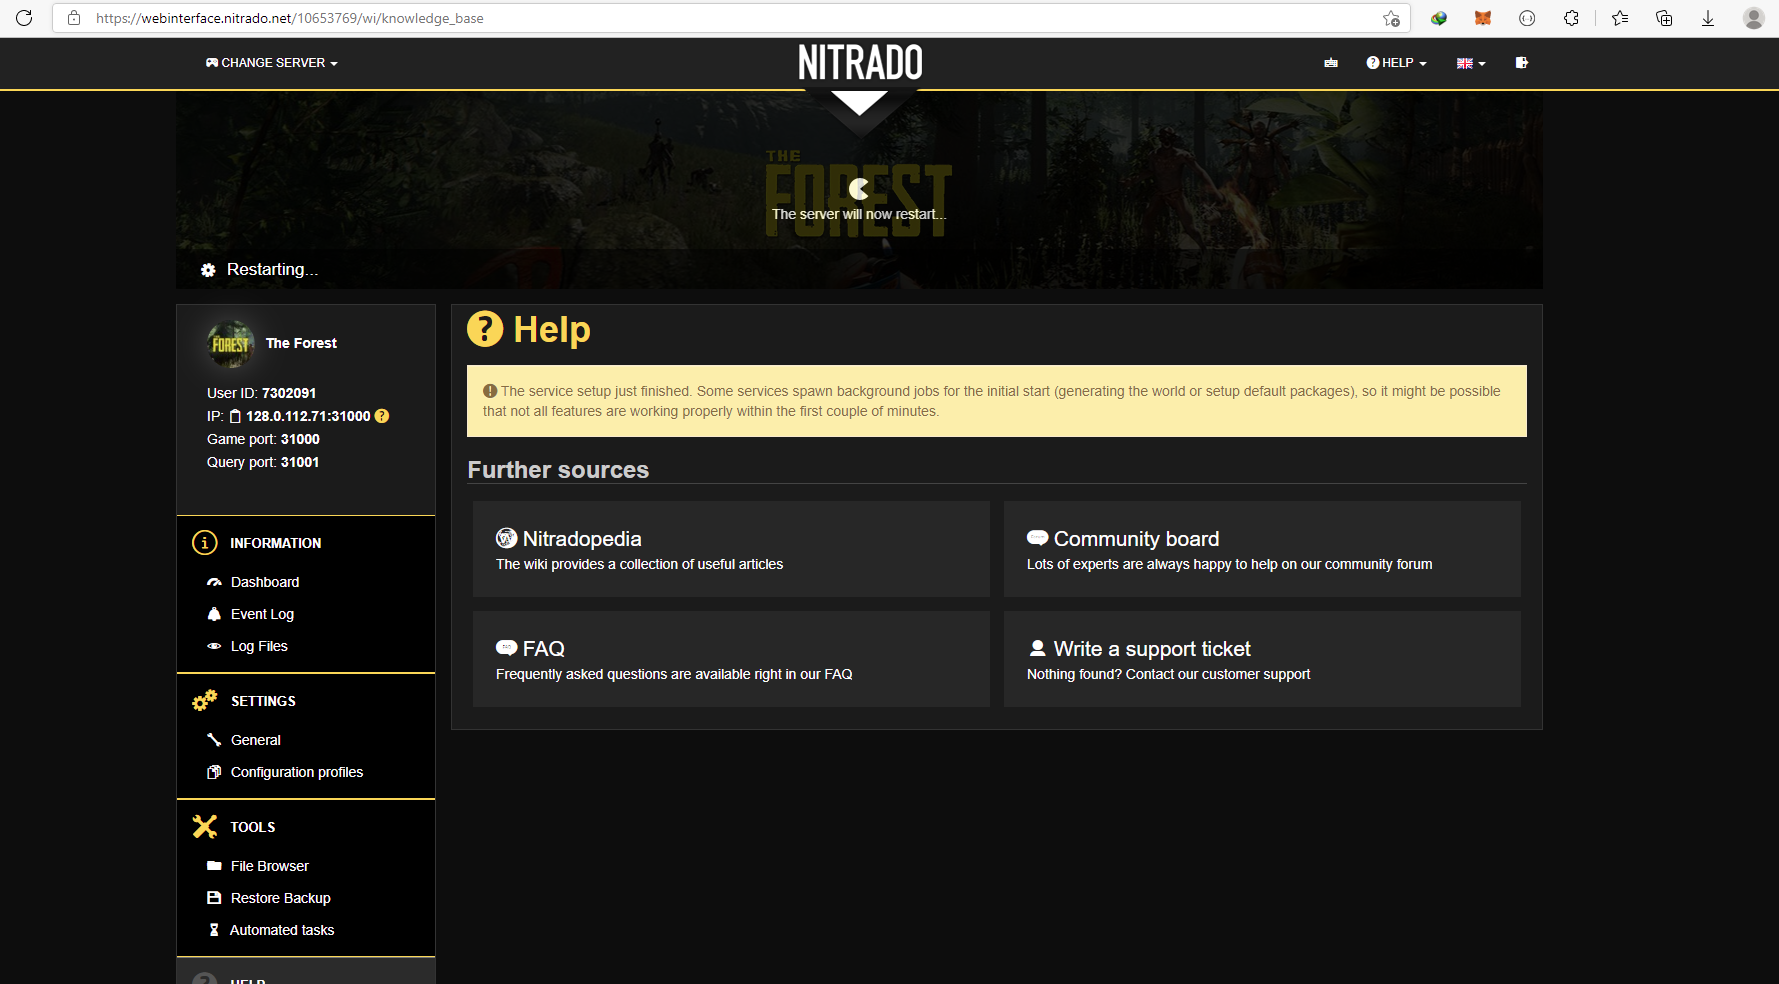 https://webinterface.nitrado.net/10653769/wi/knowledge_base
CHANGE SERVER
NITRADO
HELP
THE
FOREST
The server will now restart...
Restarting...
FOREST
The Forest
User ID: 7302091
IP: 128.0.112.71:31000
Game port: 31000
Query port: 31001
INFORMATION
Dashboard
Event Log
Log Files
SETTINGS
General
Configuration profiles
TOOLS
File Browser
Restore Backup
Automated tasks
HELP
Help
The service setup just finished. Some services spawn background jobs for the initial start (generating the world or setup default packages), so it might be possible
that not all features are working properly within the first couple of minutes.
Further sources
Nitradopedia
The wiki provides a collection of useful articles
Community board
Lots of experts are always happy to help on our community forum
FAQ
Frequently asked questions are available right in our FAQ
Write a support ticket
Nothing found? Contact our customer support